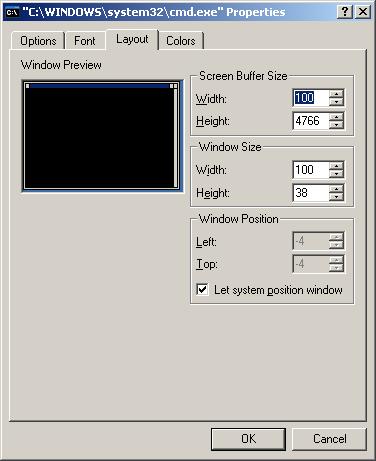 "C:\WINDOWS\system32\cmd.exe" Properties
Options Font Layout Colors
Window Preview
Screen Buffer Size
Width: 100
Height: 4766
Window Size
Width: 100
Height: 38
Window Position
Left: -4
Top: -4
Let system position window
OK Cancel